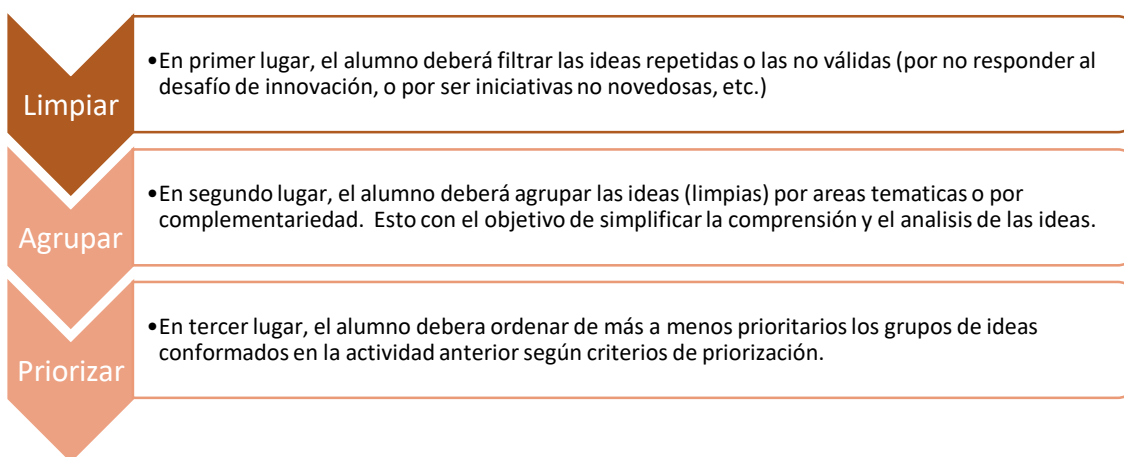 Limpiar
•En primer lugar, el alumno deberá filtrar las ideas repetidas o las no válidas (por no responder al
desafío de innovación, o por ser iniciativas no novedosas, etc.)
Agrupar
•En segundo lugar, el alumno deberá agrupar las ideas (limpias) por areas tematicas o por
complementariedad. Esto con el objetivo de simplificar la comprensión y el analisis de las ideas.
Priorizar
•En tercer lugar, el alumno debera ordenar de más a menos prioritarios los grupos de ideas
conformados en la actividad anterior según criterios de priorización.